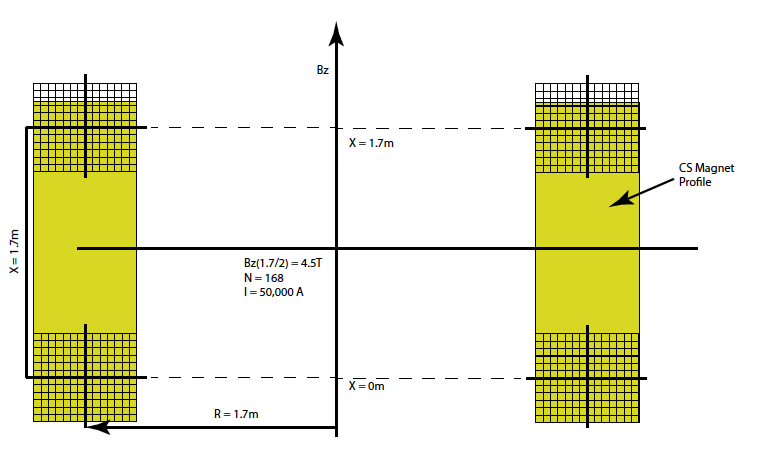 Bz
X = 1.7m
CS Magnet
Profile
X = 1.7m
Bz(1.7/2) = 4.5T
N = 168
I = 50,000 A
X = 0m
R = 1.7m